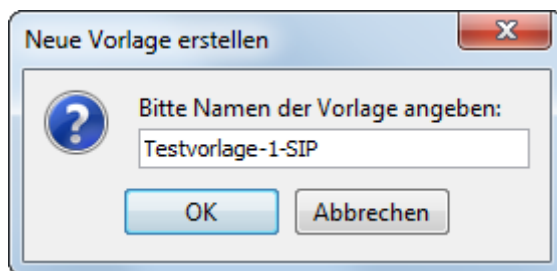 Neue Vorlage erstellen
Bitte Namen der Vorlage angeben:
Testvorlage-1-SIP
OK
Abbrechen